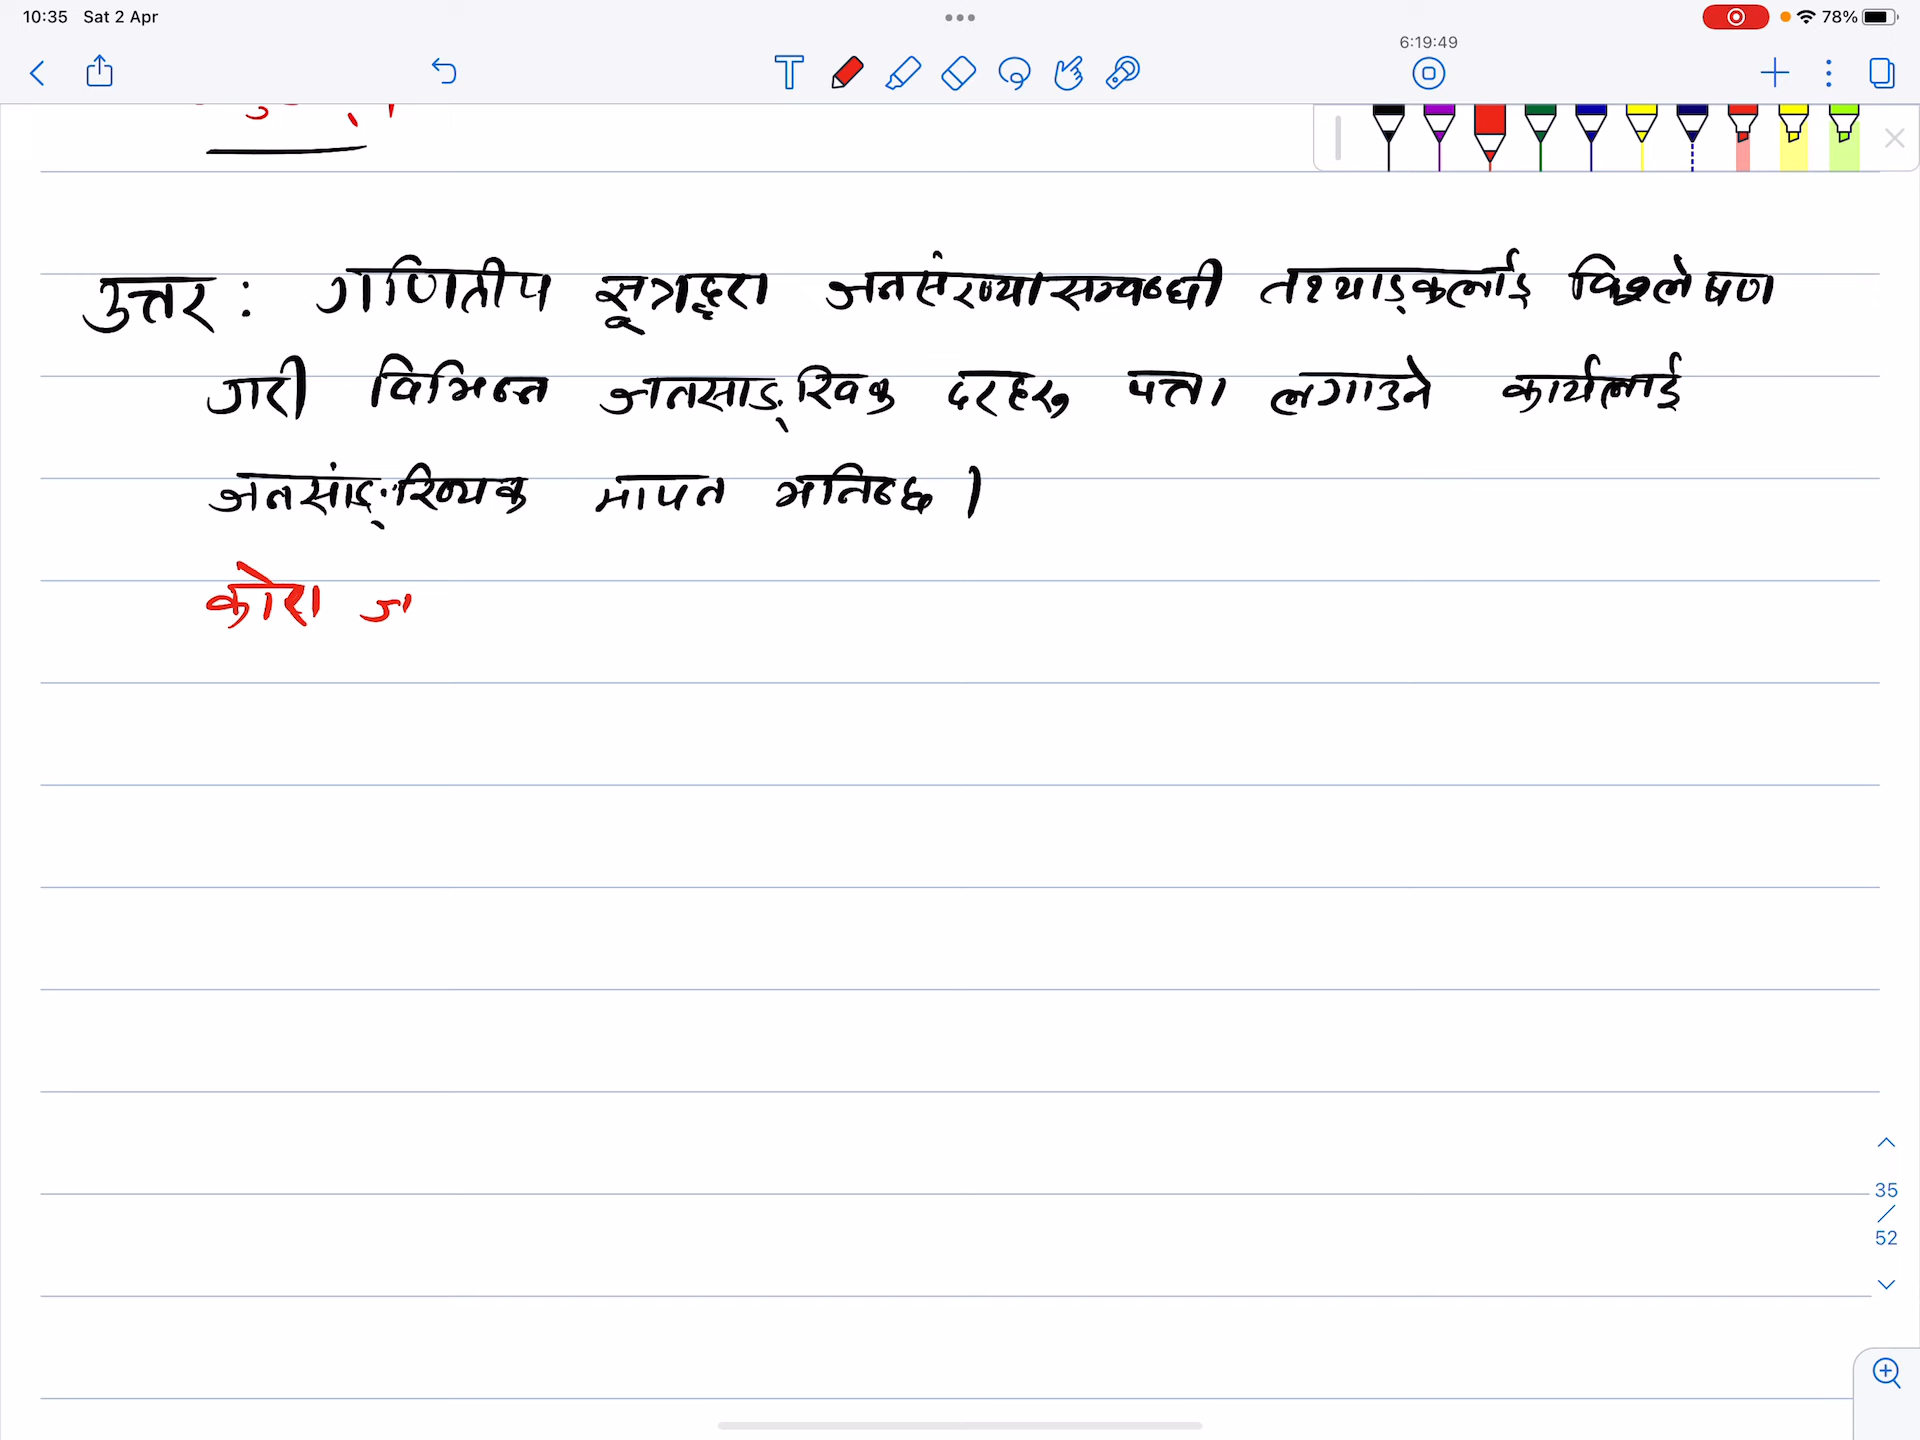 10:35 Sat 2 Apr
78%
6:19:49
उत्तर : गणितीय सूत्रद्वारा जनसंख्यासम्बन्धी तथ्याङ्कलाई विश्लेषण
गरी विभिन्न जनसाङ्खिक दरहरु पत्ता लगाउने कार्यलाई
जनसांङ्ख्यिक मापन भनिन्छ ।
कोरा ज
35
52